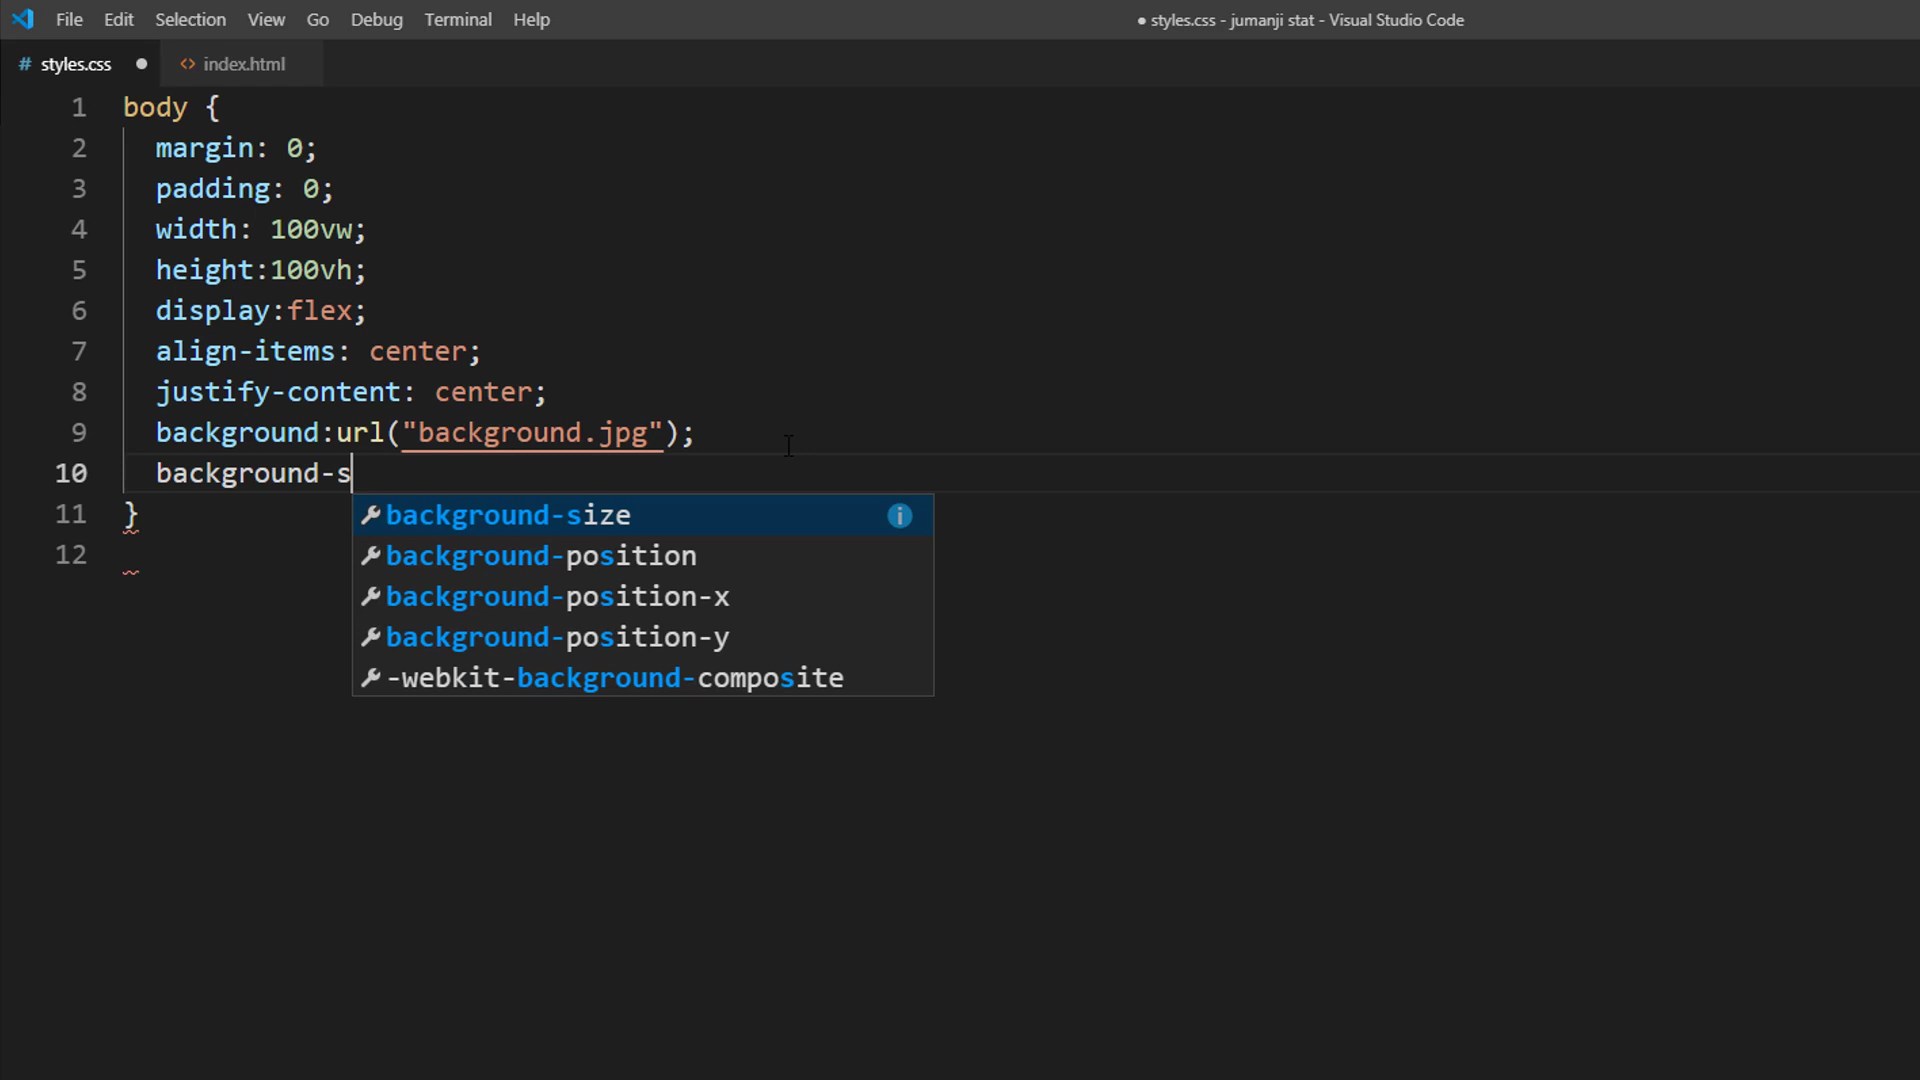 File Edit Selection View Go Debug Terminal Help
● styles.css - jumanji stat - Visual Studio Code
# styles.css ● <> index.html
1 body {
2 margin: 0;
3 padding: 0;
4 width: 100vw;
5 height:100vh;
6 display:flex;
7 align-items: center;
8 justify-content: center;
9 background:url("background.jpg");
10 background-s
background-size
11 }
background-position
12
background-position-x
background-position-y
-webkit-background-composite